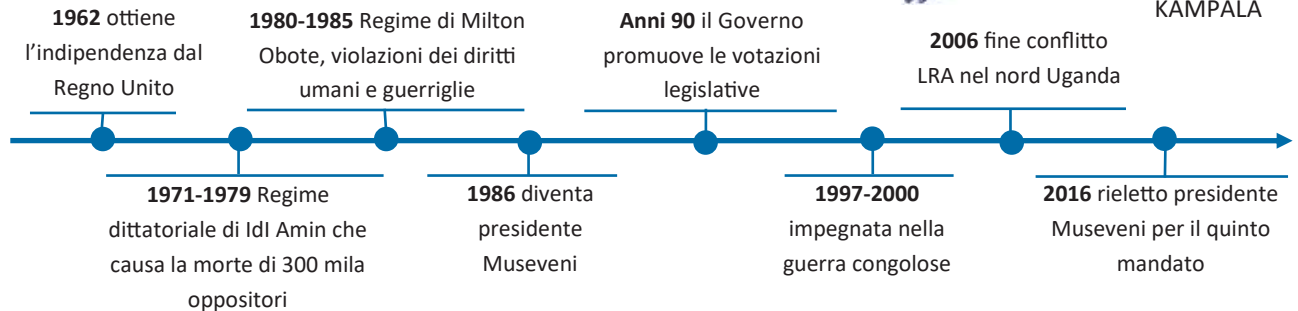 KAMPALA
1962 ottiene
l’indipendenza dal
Regno Unito
1971-1979 Regime
dittatoriale di IdI Amin che
causa la morte di 300 mila
oppositori
1980-1985 Regime di Milton
Obote, violazioni dei diritti
umani e guerriglie
1986 diventa
presidente
Museveni
Anni 90 il Governo
promuove le votazioni
legislative
1997-2000
impegnata nella
guerra congolose
2006 fine conflitto
LRA nel nord Uganda
2016 rieletto presidente
Museveni per il quinto
mandato